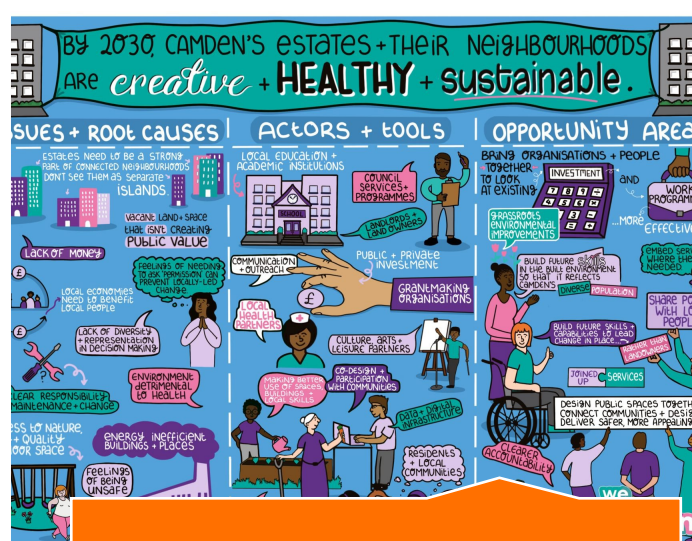 BY 2030, CAMDEN'S ESTATES + THEIR NEIGHBOURHOODS
ARE creative + HEALTHY + sustainable.
SUES + ROOT CAUSES
ESTATES NEED TO BE A STRONG
PART OF CONNECTED NEIGHBOURHOODS
DON'T SEE THEM AS SEPARATE
ISLANDS
VACANT LAND + SPACE
THAT ISN'T CREATING
PUBLIC VALUE
LACK OF MONEY
FEELINGS OF NEEDING
TO ASK PERMISSION CAN
PREVENT LOCALLY-LED
CHANGE.
£
£
LOCAL ECONOMIES
NEED TO BENEFIT
LOCAL PEOPLE
LACK OF DIVERSITY
+ REPRESENTATION
IN DECISION MAKING
ENVIRONMENT
DETRIMENTAL
TO HEALTH
LEAR RESPONSIBILITY
MAINTENANCE + CHANGE
ESS TO NATURE,
+ QUALITY
OOR SPACE
ENERGY INEFFICIENT
BUILDINGS + PLACES
FEELINGS
OF BEING
UNSAFE
ACTORS + TOOLS
LOCAL EDUCATION +
ACADEMIC INSTITUTIONS
SCHOOL
COUNCIL
SERVICES +
PROGRAMMES
LANDLORDS +
LAND OWNERS
COMMUNICATION
+ OUTREACH
PUBLIC + PRIVATE
INVESTMENT
£
GRANTMAKING
ORGANISATIONS
LOCAL
HEALTH
PARTNERS
CULTURE, ARTS +
LEISURE PARTNERS
MAKING BETTER
USE OF SPACES,
BUILDINGS +
LOCAL SKILLS
CO-DESIGN +
PARTICIPATION
WITH COMMUNITIES
DATA + DIGITAL
INFRASTRUCTURE
RESIDENTS
+ LOCAL
COMMUNITIES
OPPORTUNITY AREA
BRING ORGANISATIONS + PEOPLE
TOGETHER
TO LOOK
AT EXISTING
INVESTMENT
AND
WORK
PROGRAMM
...MORE
EFFECTIV
GRASSROOTS
ENVIRONMENTAL
IMPROVEMENTS
BUILD FUTURE skills
IN THE BUILT ENVIRONMENT
SO THAT IT REFLECTS
CAMDEN'S
DIVERSE POPULATION
EMBED SERV
WHERE THE
NEEDED
BUILD FUTURE SKILLS +
CAPABILITIES TO LEAD
CHANGE IN PLACE...
SHARE PO
WITH LO
PEOPL
RATHER THAN
LANDOWNERS
JOINED
UP
SERVICES
DESIGN PUBLIC SPACES TOGETH
CONNECT COMMUNITIES + DESIG
DELIVER SAFER, MORE APPEALING
CLEARER
ACCOUNTABILITY
we